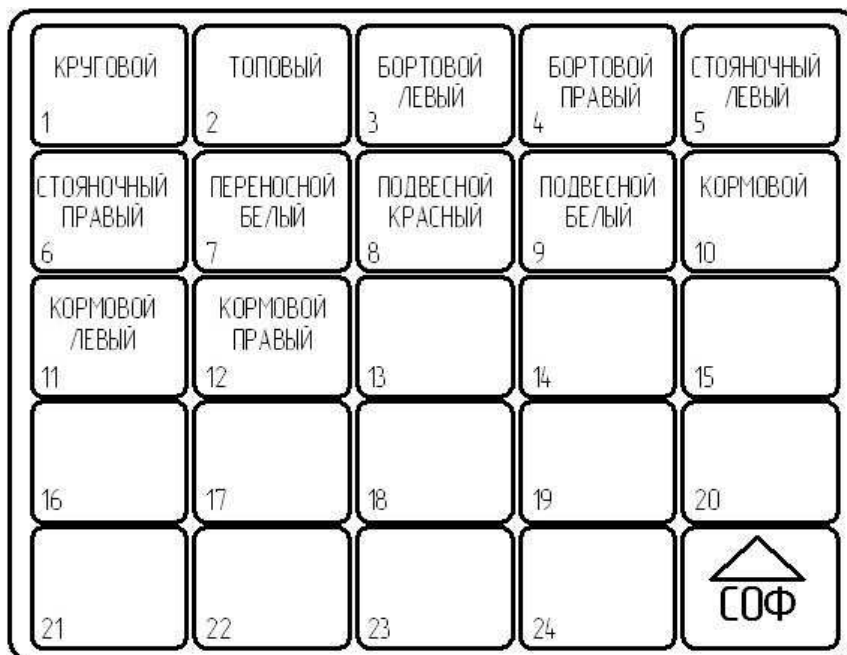 КРУГОВОЙ
1
ТОПОВЫЙ
2
БОРТОВОЙ
ЛЕВЫЙ
3
БОРТОВОЙ
ПРАВЫЙ
4
СТОЯНОЧНЫЙ
ЛЕВЫЙ
5
СТОЯНОЧНЫЙ
ПРАВЫЙ
6
ПЕРЕНОСНОЙ
БЕЛЫЙ
7
ПОДВЕСНОЙ
КРАСНЫЙ
8
ПОДВЕСНОЙ
БЕЛЫЙ
9
КОРМОВОЙ
10
КОРМОВОЙ
ЛЕВЫЙ
11
КОРМОВОЙ
ПРАВЫЙ
12
13
14
15
16
17
18
19
20
21
22
23
24
СОФ